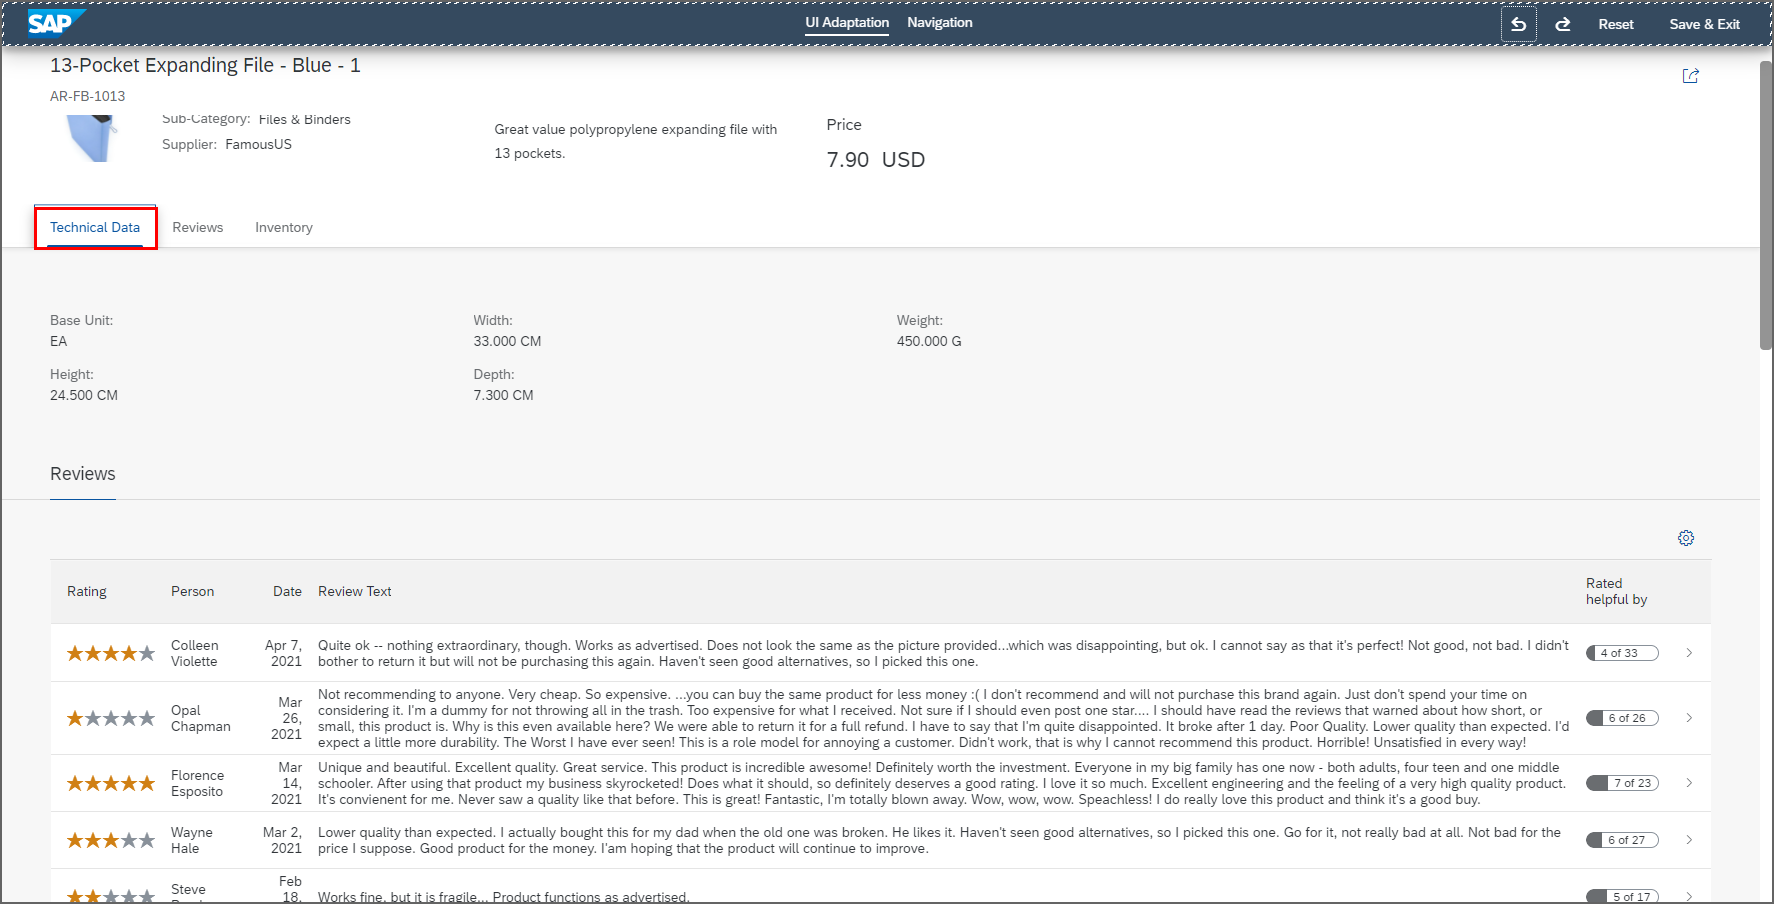 SAP
UI Adaptation Navigation
Reset Save & Exit
13-Pocket Expanding File - Blue - 1
AR-FB-1013
Sub-Category: Files & Binders
Supplier: FamousUS
Great value polypropylene expanding file with
13 pockets.
Price
7.90 USD
Technical Data Reviews Inventory
Base Unit:
EA
Width:
33.000 CM
Weight:
450.000 G
Height:
24.500 CM
Depth:
7.300 CM
Reviews
Rating Person Date Review Text Rated
helpful by
Colleen
Violette
Apr 7,
2021
Quite ok -- nothing extraordinary, though. Works as advertised. Does not look the same as the picture provided...which was disappointing, but ok. I cannot say as that it's perfect! Not good, not bad. I didn't
bother to return it but will not be purchasing this again. Haven't seen good alternatives, so I picked this one.
4 of 33
Opal
Chapman
Mar
26,
2021
Not recommending to anyone. Very cheap. So expensive. ...you can buy the same product for less money :( I don't recommend and will not purchase this brand again. Just don't spend your time on
considering it. I'm a dummy for not throwing all in the trash. Too expensive for what I received. Not sure if I should even post one star.... I should have read the reviews that warned about how short, or
small, this product is. Why is this even available here? We were able to return it for a full refund. I have to say that I'm quite disappointed. It broke after 1 day. Poor Quality. Lower quality than expected. I'd
expect a little more durability. The Worst I have ever seen! This is a role model for annoying a customer. Didn't work, that is why I cannot recommend this product. Horrible! Unsatisfied in every way!
6 of 26
Florence
Esposito
Mar
14,
2021
Unique and beautiful. Excellent quality. Great service. This product is incredible awesome! Definitely worth the investment. Everyone in my big family has one now - both adults, four teen and one middle
schooler. After using that product my business skyrocketed! Does what it should, so definitely deserves a good rating. I love it so much. Excellent engineering and the feeling of a very high quality product.
It's convienent for me. Never saw a quality like that before. This is great! Fantastic, I'm totally blown away. Wow, wow, wow. Speachless! I do really love this product and think it's a good buy.
7 of 23
Wayne
Hale
Mar 2,
2021
Lower quality than expected. I actually bought this for my dad when the old one was broken. He likes it. Haven't seen good alternatives, so I picked this one. Go for it, not really bad at all. Not bad for the
price I suppose. Good product for the money. I'am hoping that the product will continue to improve.
6 of 27
Steve
Feb
18,
Works fine, but it is fragile... Product functions as advertised.
5 of 17